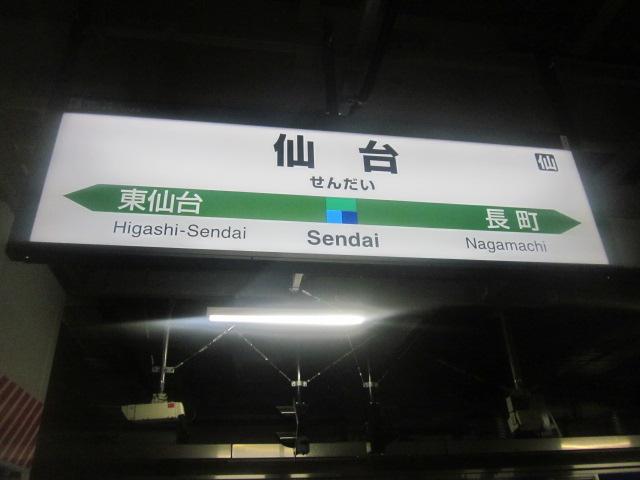 仙台
仙
せんだい
東仙台
長町
Higashi-Sendai
Sendai
Nagamachi